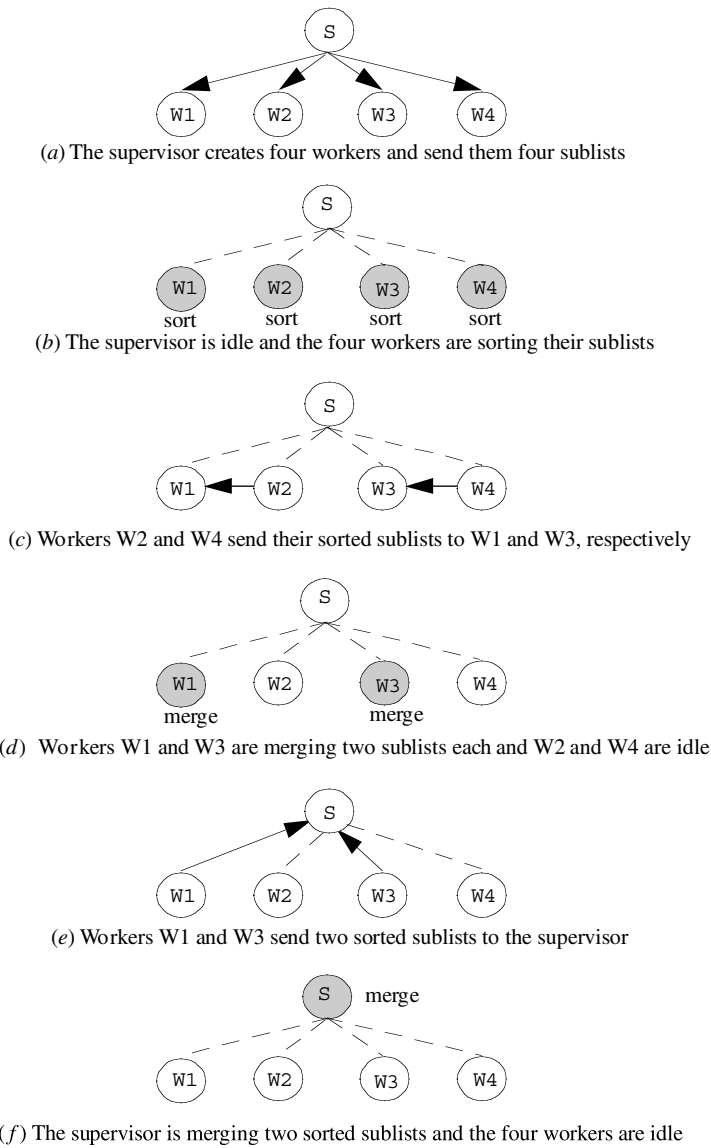 S
W1 W2 W3 W4
(a) The supervisor creates four workers and send them four sublists
S
W1 W2 W3 W4
sort sort sort sort
(b) The supervisor is idle and the four workers are sorting their sublists
S
W1 W2 W3 W4
(c) Workers W2 and W4 send their sorted sublists to W1 and W3, respectively
S
W1 W2 W3 W4
merge merge
(d) Workers W1 and W3 are merging two sublists each and W2 and W4 are idle
S
W1 W2 W3 W4
(e) Workers W1 and W3 send two sorted sublists to the supervisor
S merge
W1 W2 W3 W4
(f) The supervisor is merging two sorted sublists and the four workers are idle